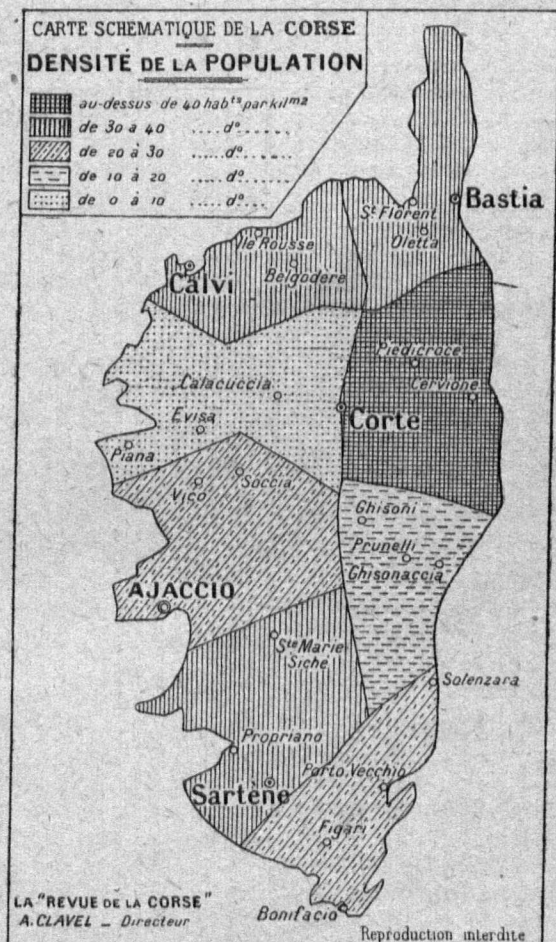 CARTE SCHÉMATIQUE DE LA CORSE
DENSITÉ DE LA POPULATION
au-dessus de 40 habts par kilm2
de 30 à 40 .....do.......
de 20 à 30 .....do.......
de 10 à 20 .....do.......
de 0 à 10 .....do.......
Bastia
St Florent
Oletta
Ile Rousse
Calvi
Belgodère
Piedicroce
Cervione
Calacuccia
Corte
Evisa
Piana
Vico
Soccia
Ghisoni
Prunelli
Ghisonaccia
AJACCIO
Ste Marie
Siché
Solenzara
Propriano
Porto Vecchio
Sartène
Figari
Bonifacio
LA "REVUE DE LA CORSE"
A. CLAVEL _ Directeur
Reproduction interdite